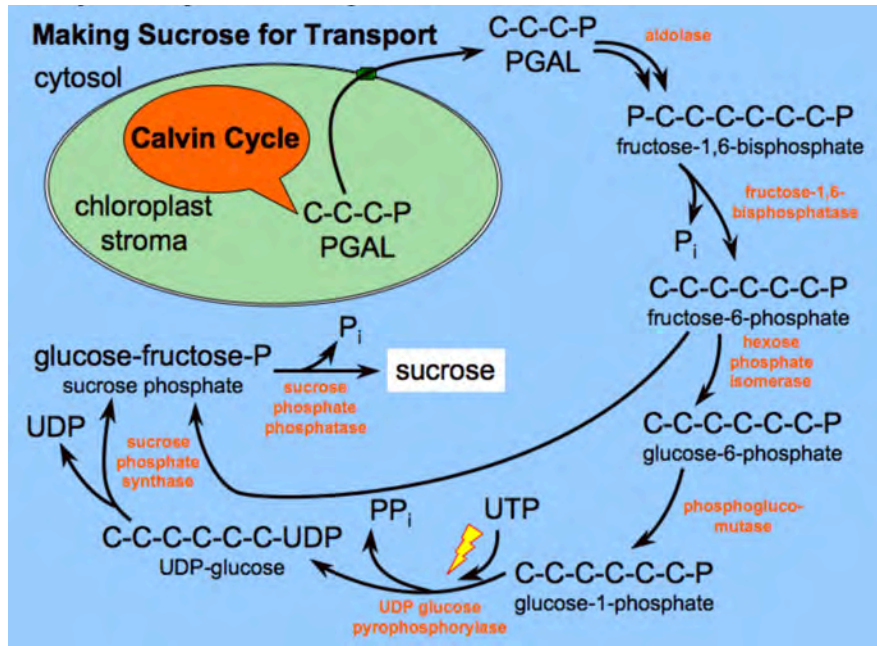 Making Sucrose for Transport
cytosol
Calvin Cycle
chloroplast
stroma
C-C-C-P
PGAL
C-C-C-P
PGAL
aldolase
P-C-C-C-C-C-C-P
fructose-1,6-bisphosphate
fructose-1,6-
bisphosphatase
Pi
C-C-C-C-C-C-P
fructose-6-phosphate
hexose
phosphate
isomerase
C-C-C-C-C-C-P
glucose-6-phosphate
phosphogluco-
mutase
C-C-C-C-C-C-P
glucose-1-phosphate
UTP
PPi
UDP glucose
pyrophosphorylase
C-C-C-C-C-C-UDP
UDP-glucose
UDP
sucrose
phosphate
synthase
glucose-fructose-P
sucrose phosphate
Pi
sucrose
phosphate
phosphatase
sucrose